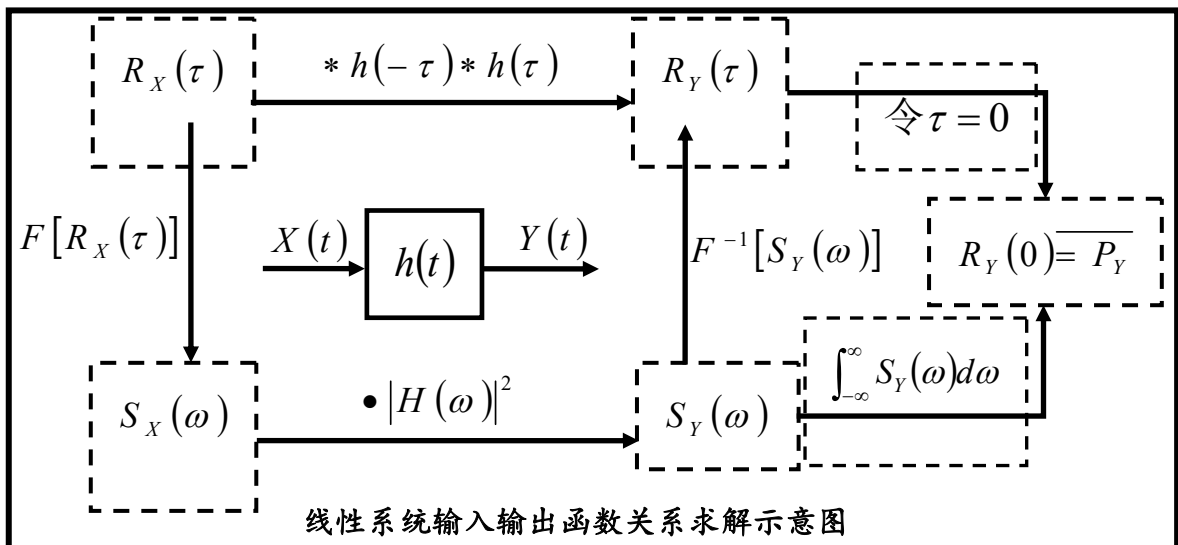 R_X(τ)
* h(-τ) * h(τ)
R_Y(τ)
令 τ = 0
F[R_X(τ)]
X(t)
h(t)
Y(t)
F^{-1}[S_Y(ω)]
R_Y(0) = \overline{P_Y}
S_X(ω)
• |H(ω)|^2
S_Y(ω)
∫_{-∞}^{∞} S_Y(ω)dω
线性系统输入输出函数关系求解示意图